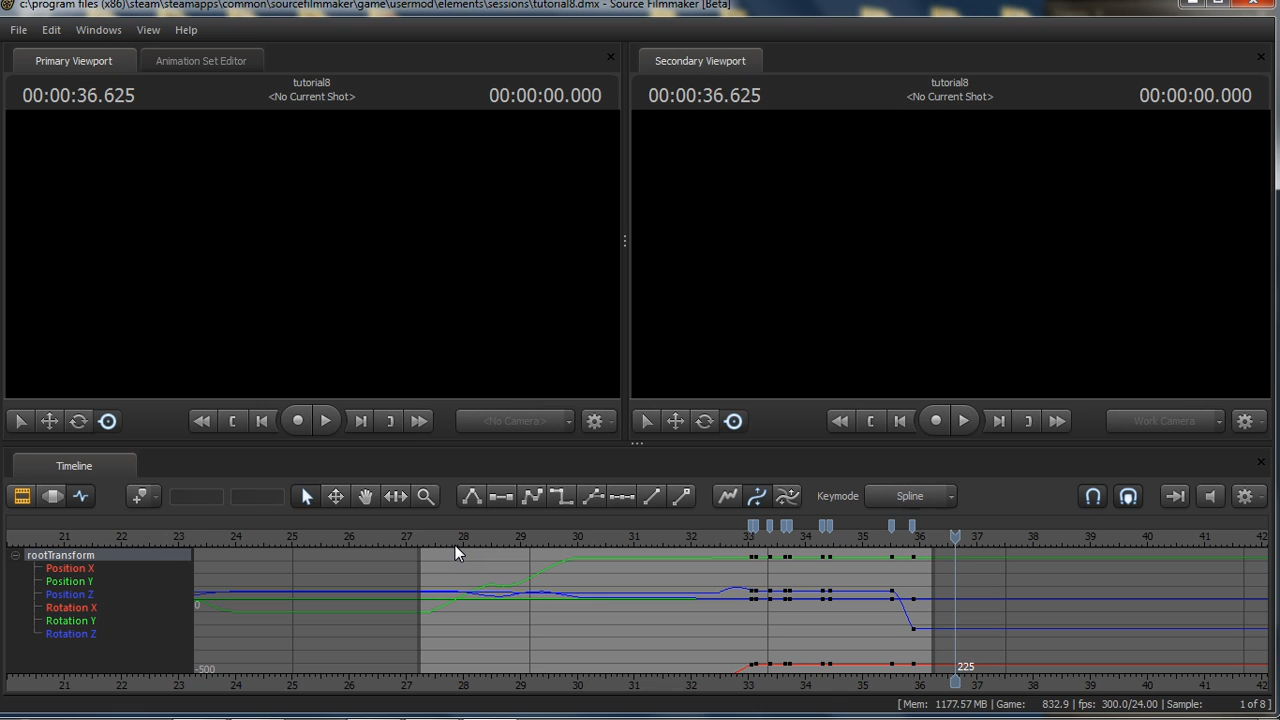 c:\program files (x86)\steam\steamapps\common\sourcefilmmaker\game\usermod\elements\sessions\tutorial8.dmx - Source Filmmaker [Beta]
File Edit Windows View Help
Primary Viewport Animation Set Editor Secondary Viewport
tutorial8 tutorial8
00:00:36.625 <No Current Shot> 00:00:00.000 00:00:36.625 <No Current Shot> 00:00:00.000
<No Camera> Work Camera
Timeline
Keymode Spline
21 22 23 24 25 26 27 28 29 30 31 32 33 34 35 36 37 38 39 40 41 42
rootTransform
Position X
Position Y
Position Z
0
Rotation X
Rotation Y
Rotation Z
-500
225
21 22 23 24 25 26 27 28 29 30 31 32 33 34 35 36 37 38 39 40 41 42
[ Mem: 1177.57 MB | Game: 832.9 | fps: 300.0/24.00 | Sample: 1 of 8 ]